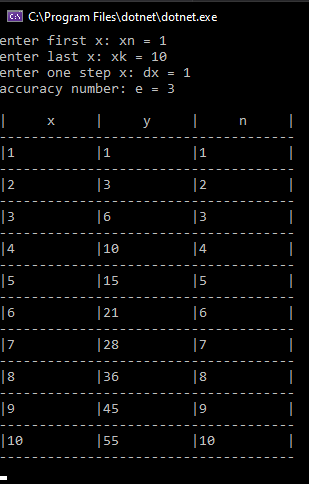 C:\Program Files\dotnet\dotnet.exe
enter first x: xn = 1
enter last x: xk = 10
enter one step x: dx = 1
accuracy number: e = 3
| x | y | n |
-------------------------------------
|1 |1 |1 |
-------------------------------------
|2 |3 |2 |
-------------------------------------
|3 |6 |3 |
-------------------------------------
|4 |10 |4 |
-------------------------------------
|5 |15 |5 |
-------------------------------------
|6 |21 |6 |
-------------------------------------
|7 |28 |7 |
-------------------------------------
|8 |36 |8 |
-------------------------------------
|9 |45 |9 |
-------------------------------------
|10 |55 |10 |
-------------------------------------